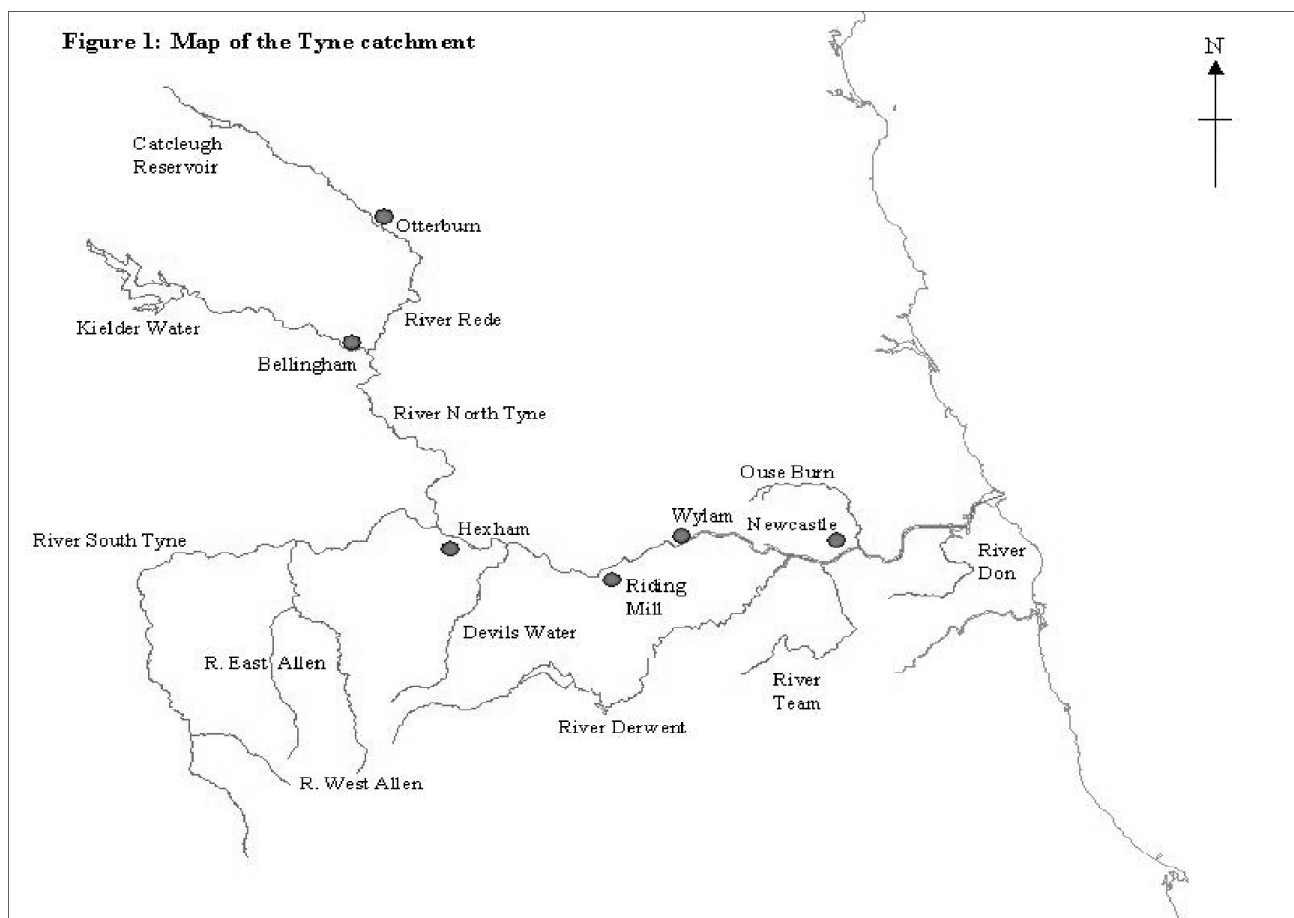 Figure 1: Map of the Tyne catchment
N
Catcleugh
Reservoir
Otterburn
Kielder Water
River Rede
Bellingham
River North Tyne
Ouse Burn
Wylam
Newcastle
Hexham
River South Tyne
River
Don
Riding
Mill
Devils Water
R. East Allen
River
Team
River Derwent
R. West Allen